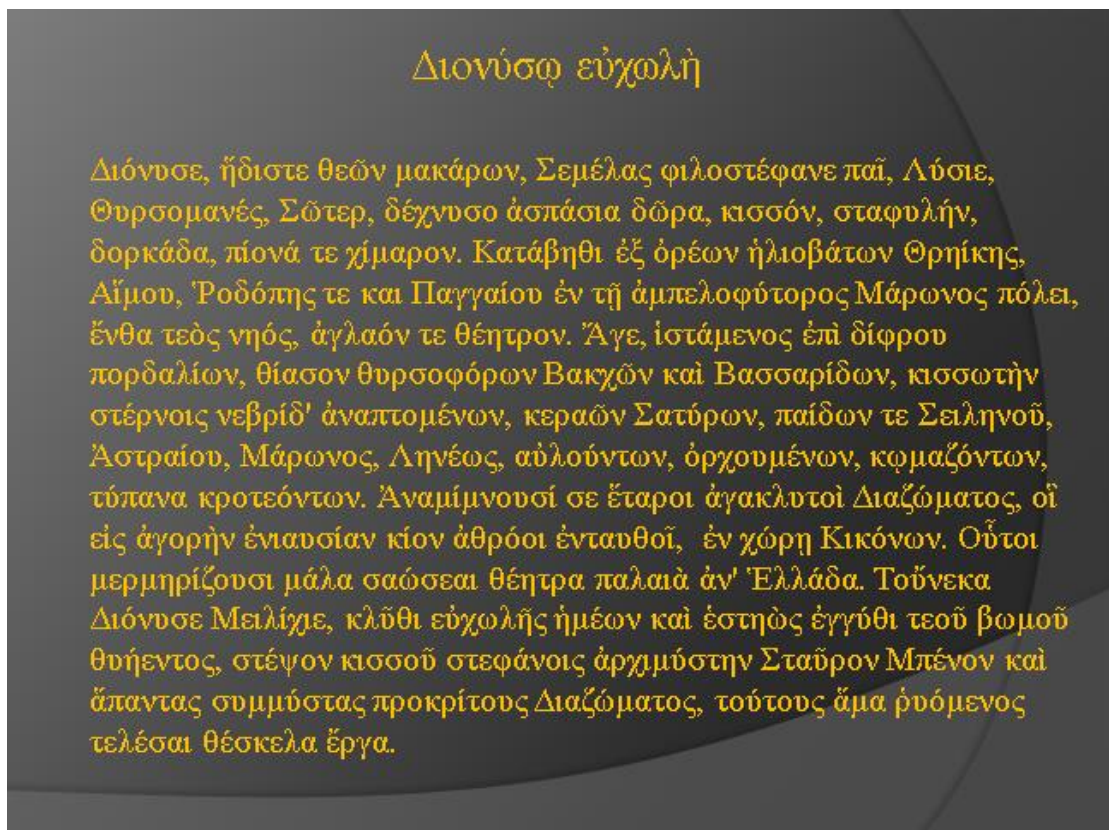 Διονύσῳ εὐχωλὴ
Διόνυσε, ἥδιστε θεῶν μακάρων, Σεμέλας φιλοστέφανε παῖ, Λύσιε,
Θυρσομανές, Σῶτερ, δέχνυσο ἀσπάσια δῶρα, κισσόν, σταφυλήν,
δορκάδα, πίονά τε χίμαρον. Κατάβηθι ἐξ ὀρέων ἡλιοβάτων Θρηίκης,
Αἵμου, Ῥοδόπης τε και Παγγαίου ἐν τῇ ἀμπελοφύτορος Μάρωνος πόλει,
ἔνθα τεὸς νηός, ἀγλαόν τε θέητρον. Ἄγε, ἱστάμενος ἐπὶ δίφρου
πορδαλίων, θίασον θυρσοφόρων Βακχῶν καὶ Βασσαρίδων, κισσωτὴν
στέρνοις νεβρίδ' ἀναπτομένων, κεραῶν Σατύρων, παίδων τε Σειληνοῦ,
Ἀστραίου, Μάρωνος, Ληνέως, αὐλούντων, ὀρχουμένων, κῳμαζόντων,
τύπανα κροτεόντων. Ἀναμίμνουσί σε ἕταροι ἀγακλυτοὶ Διαζώματος, οἳ
εἰς ἀγορὴν ἐνιαυσίαν κίον ἀθρόοι ἐνταυθοῖ, ἐν χώρῃ Κικόνων. Οὗτοι
μερμηρίζουσι μάλα σαώσεαι θέητρα παλαιὰ ἀν' Ἑλλάδα. Τοὔνεκα
Διόνυσε Μειλίχιε, κλῦθι εὐχωλῆς ἡμέων καὶ ἑστηὼς ἐγγύθι τεοῦ βωμοῦ
θυήεντος, στέψον κισσοῦ στεφάνοις ἀρχιμύστην Σταῦρον Μπένον καὶ
ἅπαντας συμμύστας προκρίτους Διαζώματος, τούτους ἅμα ῥυόμενος
τελέσαι θέσκελα ἔργα.